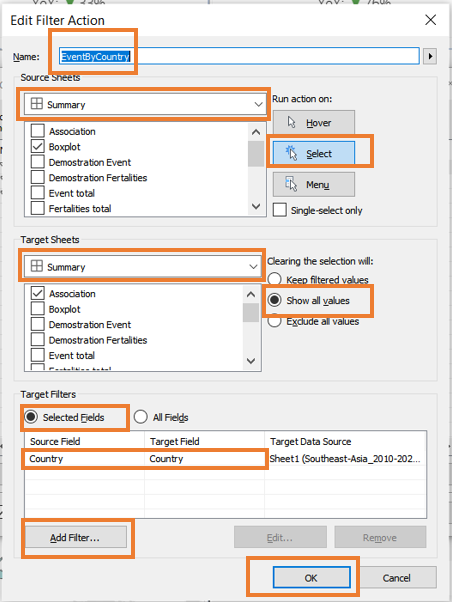 Edit Filter Action
Name: EventByCountry
Source Sheets
Summary
Association
Boxplot
Demostration Event
Demostration Fertalities
Event total
Fertalities total
Run action on:
Hover
Select
Menu
Single-select only
Target Sheets
Summary
Association
Boxplot
Demostration Event
Demostration Fertalities
Event total
Fertalities total
Clearing the selection will:
Keep filtered values
Show all values
Exclude all values
Target Filters
Selected Fields All Fields
Source Field Target Field Target Data Source
Country Country Sheet1 (Southeast-Asia_2010-202...
Add Filter... Edit... Remove
OK Cancel